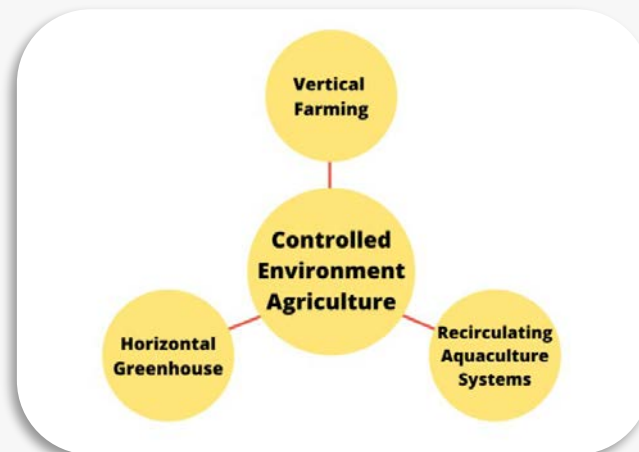 Vertical
Farming
Controlled
Environment
Agriculture
Horizontal
Greenhouse
Recirculating
Aquaculture
Systems